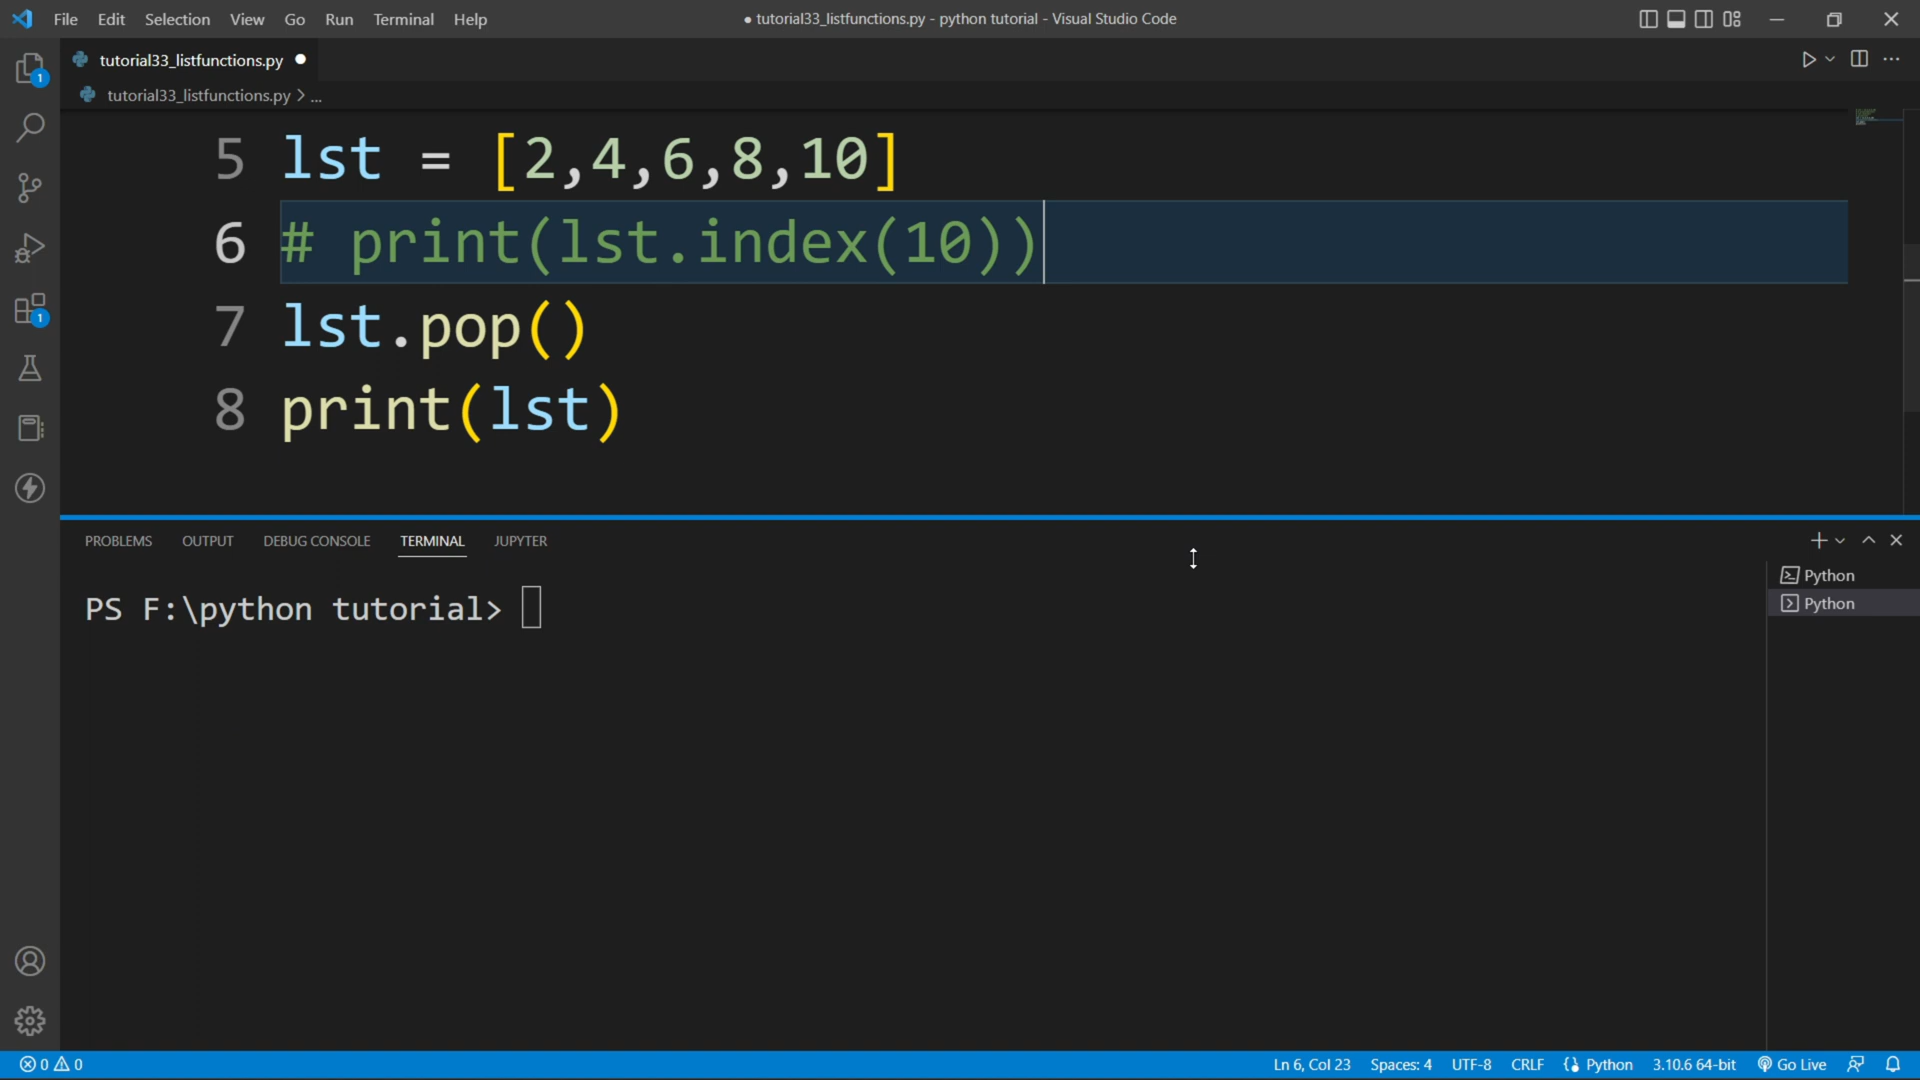 File Edit Selection View Go Run Terminal Help
● tutorial33_listfunctions.py - python tutorial - Visual Studio Code
tutorial33_listfunctions.py ●
tutorial33_listfunctions.py > ...
5 lst = [2,4,6,8,10]
6 # print(lst.index(10))
7 lst.pop()
8 print(lst)
PROBLEMS OUTPUT DEBUG CONSOLE TERMINAL JUPYTER
PS F:\python tutorial>
Python
Python
1
1
0 0
Ln 6, Col 23 Spaces: 4 UTF-8 CRLF Python 3.10.6 64-bit Go Live